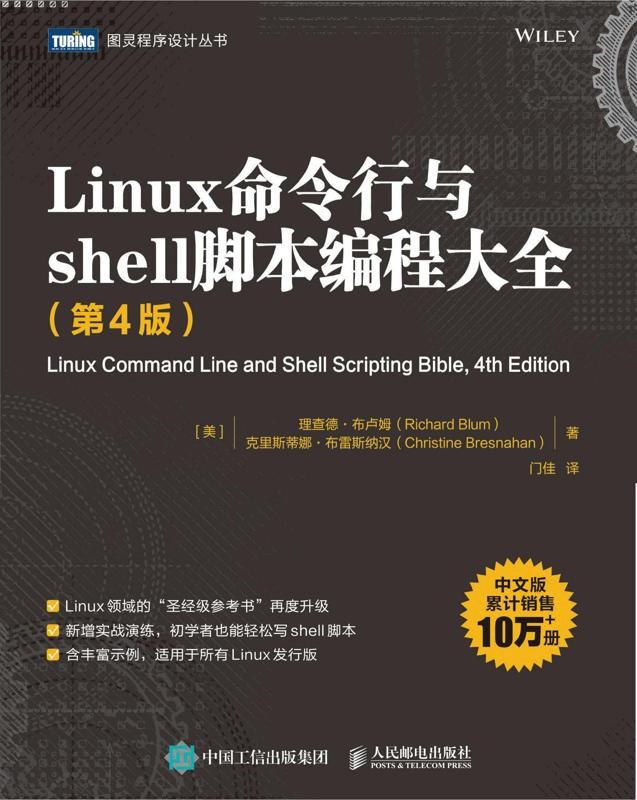 TURING 图灵程序设计丛书
WILEY
Linux命令行与
shell脚本编程大全
（第4版）
Linux Command Line and Shell Scripting Bible, 4th Edition
［美］
理查德·布卢姆（Richard Blum）
克里斯蒂娜·布雷斯纳汉（Christine Bresnahan）
著
门佳 译
Linux领域的“圣经级参考书”再度升级
新增实战演练，初学者也能轻松写shell脚本
含丰富示例，适用于所有Linux发行版
中文版
累计销售
10万+册
中国工信出版集团
人民邮电出版社
POSTS & TELECOM PRESS